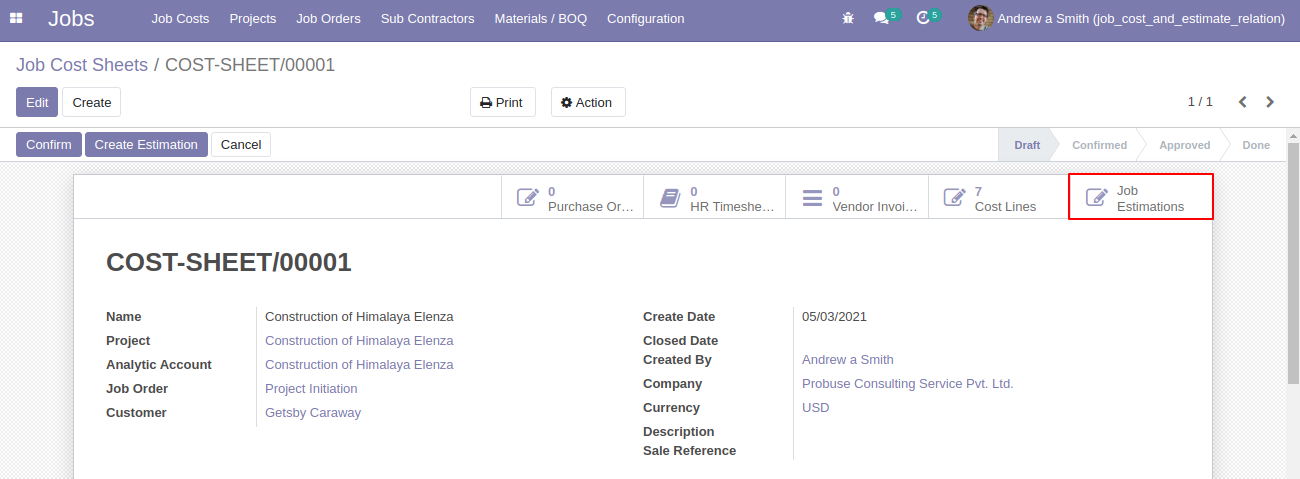 Jobs Job Costs Projects Job Orders Sub Contractors Materials / BOQ Configuration 5 5 Andrew a Smith (job_cost_and_estimate_relation)
Job Cost Sheets / COST-SHEET/00001
Edit Create Print Action 1 / 1
Confirm Create Estimation Cancel Draft Confirmed Approved Done
0 0 0 7 Job
Purchase Or… HR Timeshe… Vendor Invoi… Cost Lines Estimations
COST-SHEET/00001
Name Construction of Himalaya Elenza Create Date 05/03/2021
Project Construction of Himalaya Elenza Closed Date
Analytic Account Construction of Himalaya Elenza Created By Andrew a Smith
Job Order Project Initiation Company Probuse Consulting Service Pvt. Ltd.
Customer Getsby Caraway Currency USD
Description
Sale Reference